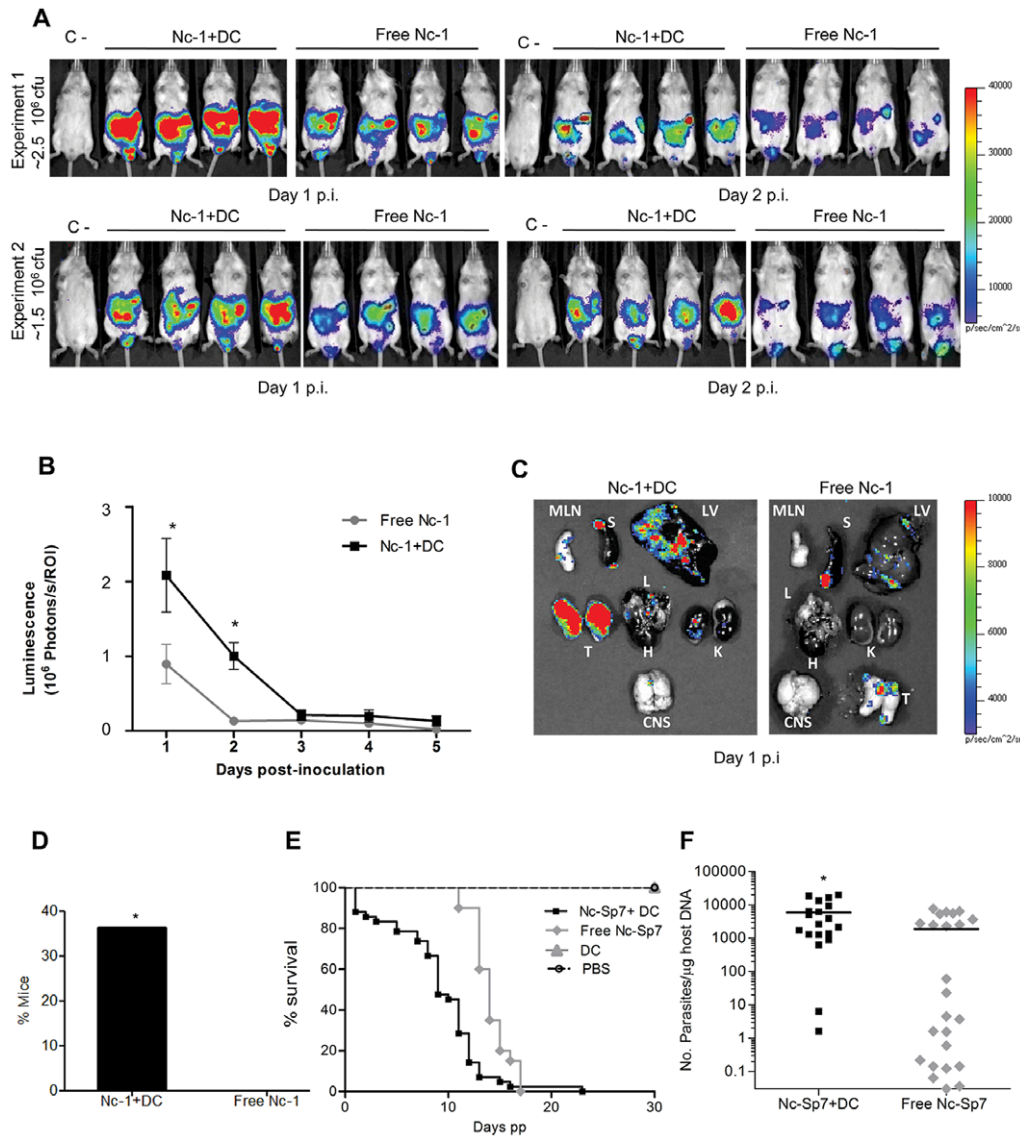 A
C -
Nc-1+DC
Free Nc-1
C -
Nc-1+DC
Free Nc-1
Experiment 1
~2.5 10⁶ cfu
40000
30000
20000
10000
p/sec/cm^2/s
Day 1 p.i.
Day 2 p.i.
C -
Nc-1+DC
Free Nc-1
Nc-1+DC
Free Nc-1
Experiment 2
~1.5 10⁶ cfu
Day 1 p.i.
Day 2 p.i.
B
Luminescence
(10⁶ Photons/s/ROI)
3
2
1
0
*
*
Free Nc-1
Nc-1+DC
1 2 3 4 5
Days post-inoculation
C
Nc-1+DC
Free Nc-1
MLN
S
LV
L
T
H
K
CNS
MLN
S
LV
L
H
K
CNS
T
10000
8000
6000
4000
p/sec/cm^2/s
Day 1 p.i
D
% Mice
40
30
20
10
0
*
Nc-1+DC
Free Nc-1
E
% survival
100
80
60
40
20
0
Nc-Sp7+ DC
Free Nc-Sp7
DC
PBS
0 10 20 30
Days pp
F
No. Parasites/µg host DNA
100000
10000
1000
100
10
1
0.1
*
Nc-Sp7+DC
Free Nc-Sp7